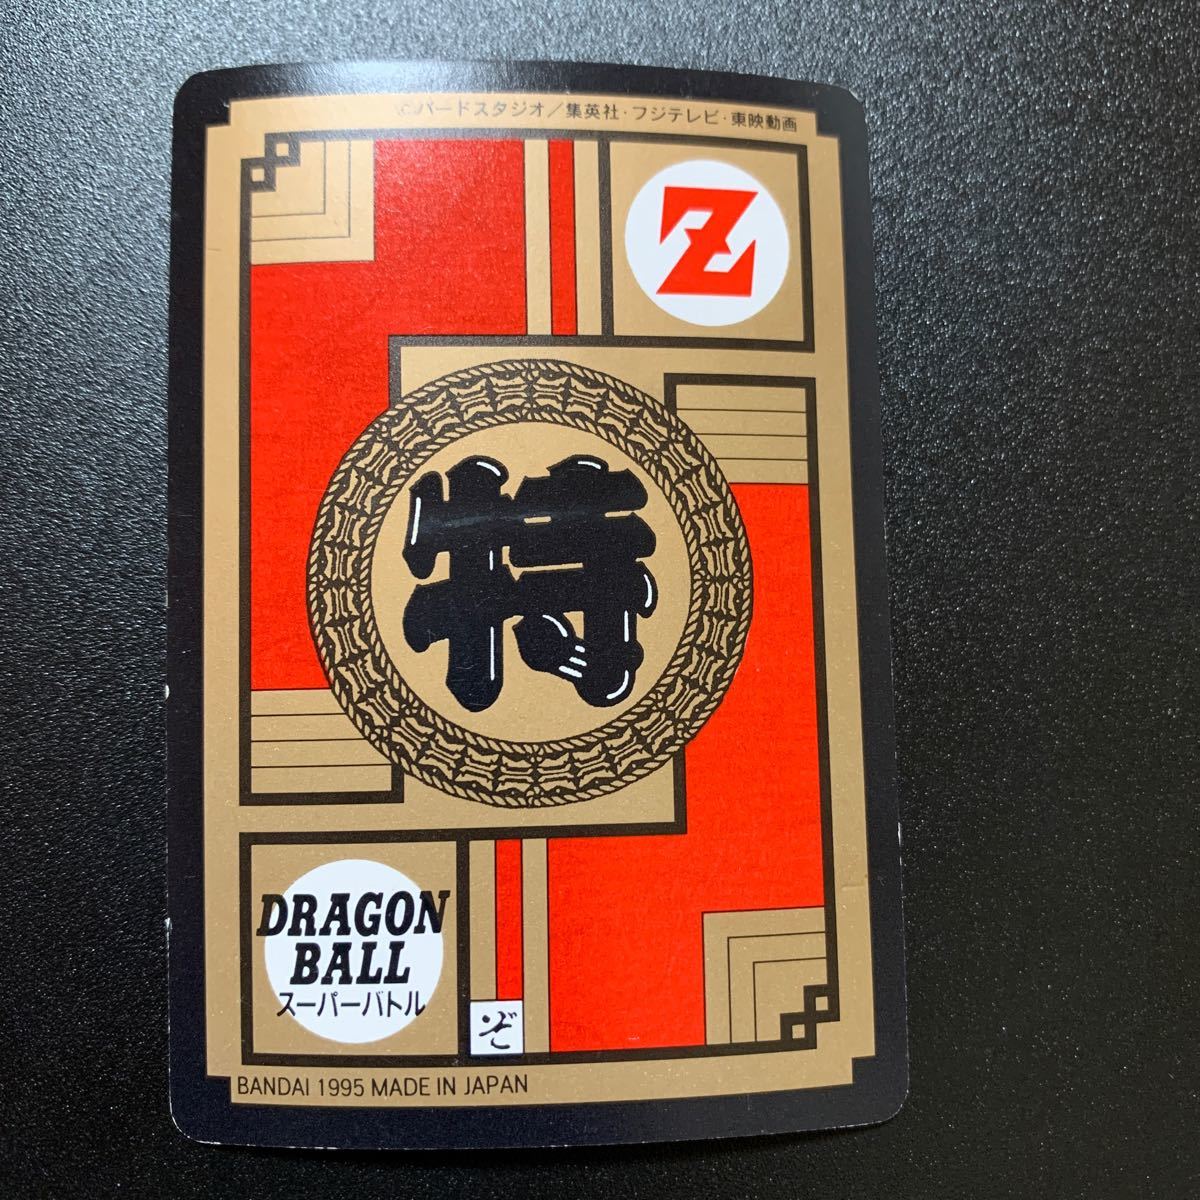 ©バードスタジオ／集英社・フジテレビ・東映動画
Z
特
DRAGON
BALL
スーパーバトル
ぞ
BANDAI 1995 MADE IN JAPAN